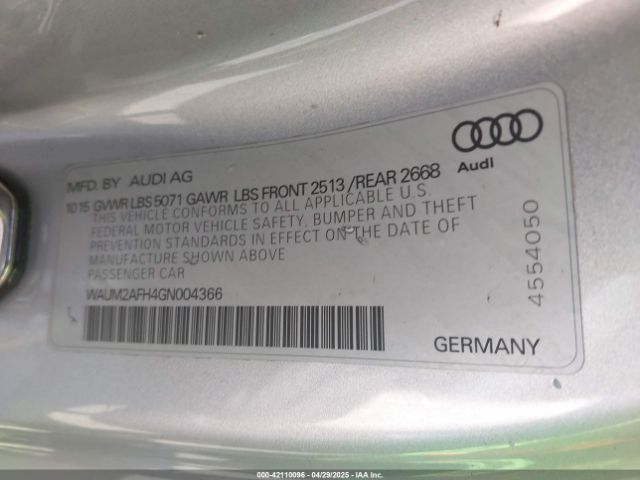 MFD. BY AUDI AG
1015 GVWR LBS 5071 GAWR LBS FRONT 2513 /REAR 2668
THIS VEHICLE CONFORMS TO ALL APPLICABLE U.S.
FEDERAL MOTOR VEHICLE SAFETY, BUMPER AND THEFT
PREVENTION STANDARDS IN EFFECT ON THE DATE OF
MANUFACTURE SHOWN ABOVE
PASSENGER CAR
WAUM2AFH4GN004366
Audi
4554050
GERMANY
000-42110096 - 04/29/2025 - IAA Inc.